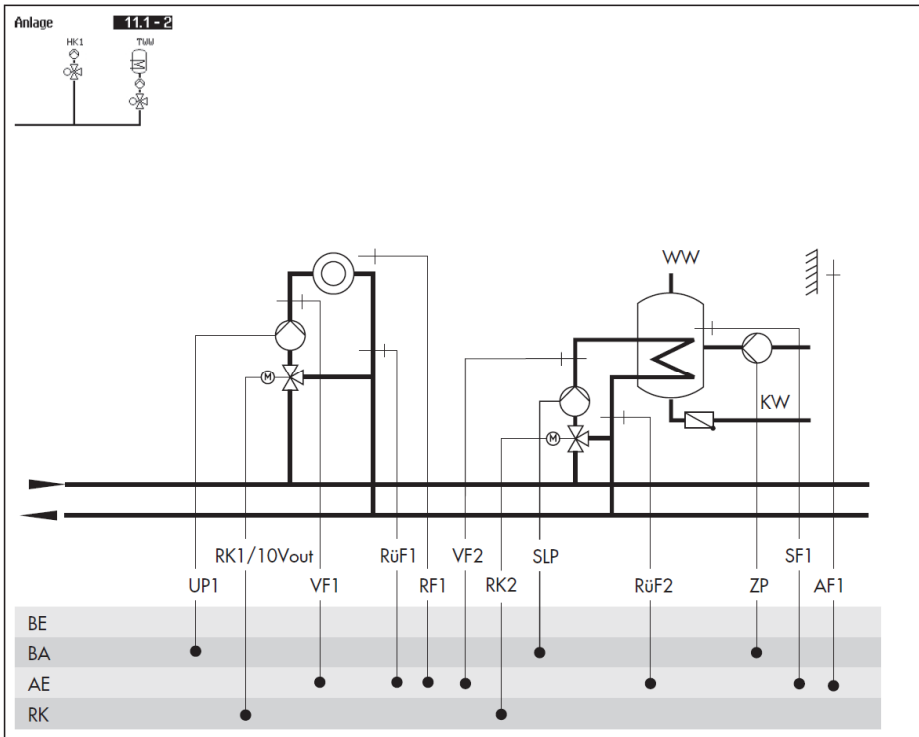 Anlage 11.1 - 2
HK1 TWW
WW
M
KW
M
RK1/10Vout RüF1 VF2 SLP SF1
UP1 VF1 RF1 RK2 RüF2 ZP AF1
BE
BA
AE
RK